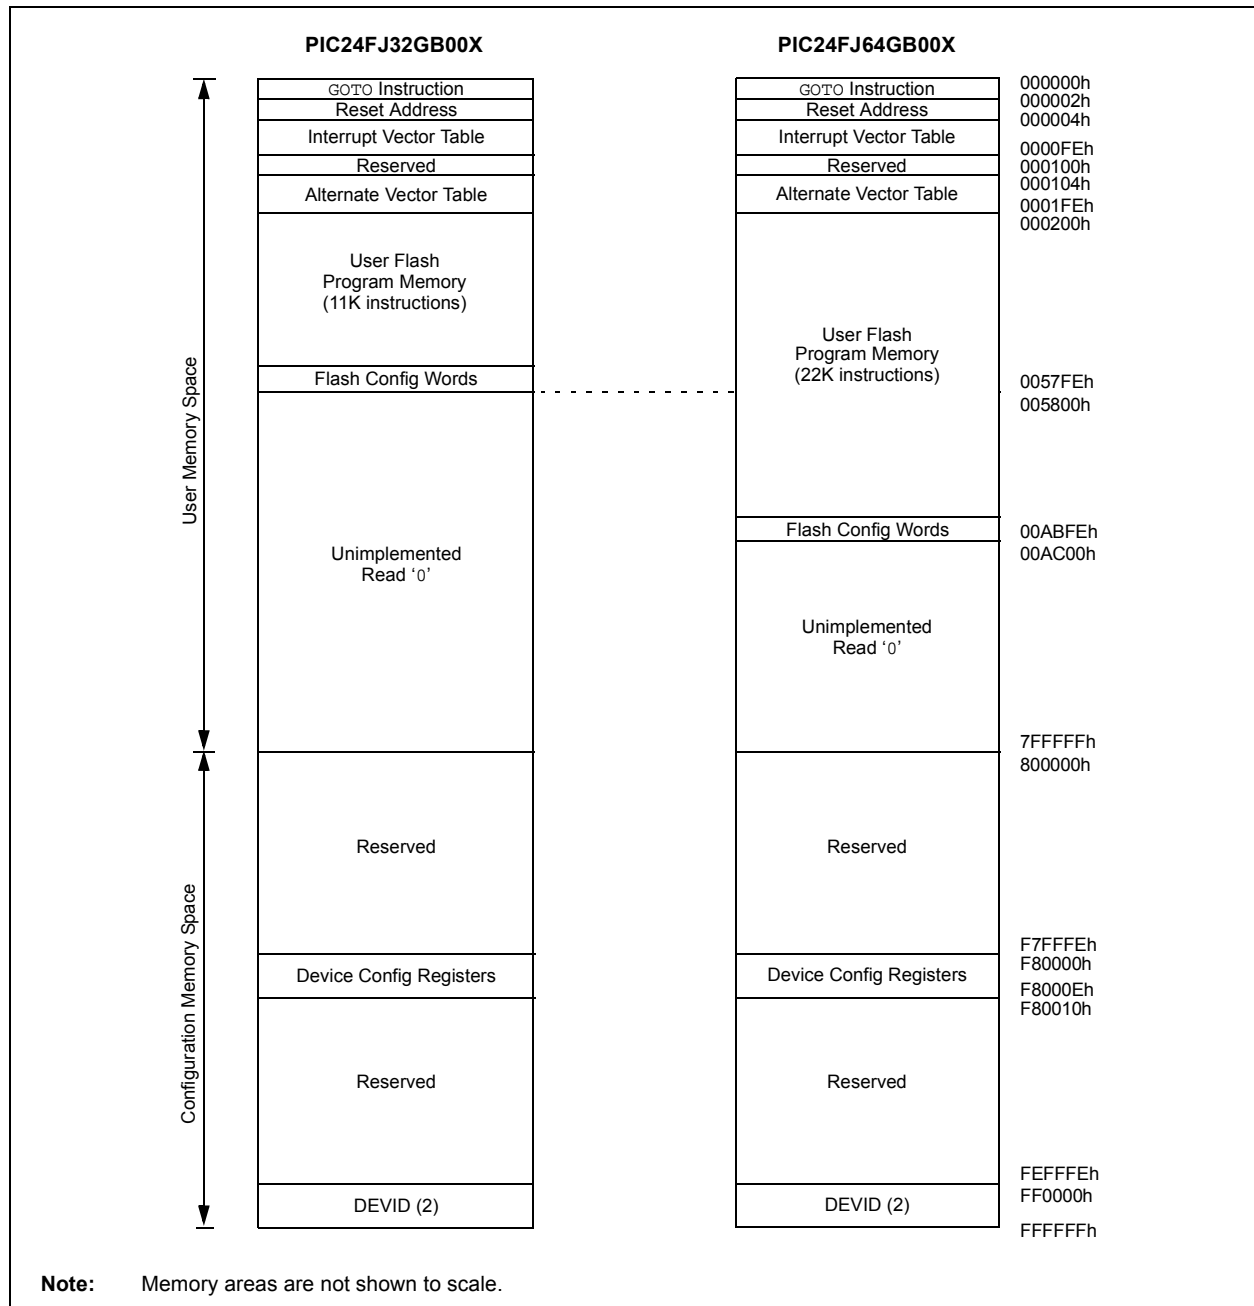 PIC24FJ32GB00X
PIC24FJ64GB00X
User Memory Space
Configuration Memory Space
GOTO Instruction
Reset Address
Interrupt Vector Table
Reserved
Alternate Vector Table
User Flash
Program Memory
(11K instructions)
Flash Config Words
Unimplemented
Read ‘0’
Reserved
Device Config Registers
Reserved
DEVID (2)
GOTO Instruction
Reset Address
Interrupt Vector Table
Reserved
Alternate Vector Table
User Flash
Program Memory
(22K instructions)
Flash Config Words
Unimplemented
Read ‘0’
Reserved
Device Config Registers
Reserved
DEVID (2)
000000h
000002h
000004h
0000FEh
000100h
000104h
0001FEh
000200h
0057FEh
005800h
00ABFEh
00AC00h
7FFFFFh
800000h
F7FFFEh
F80000h
F8000Eh
F80010h
FEFFFEh
FF0000h
FFFFFFh
Note: Memory areas are not shown to scale.